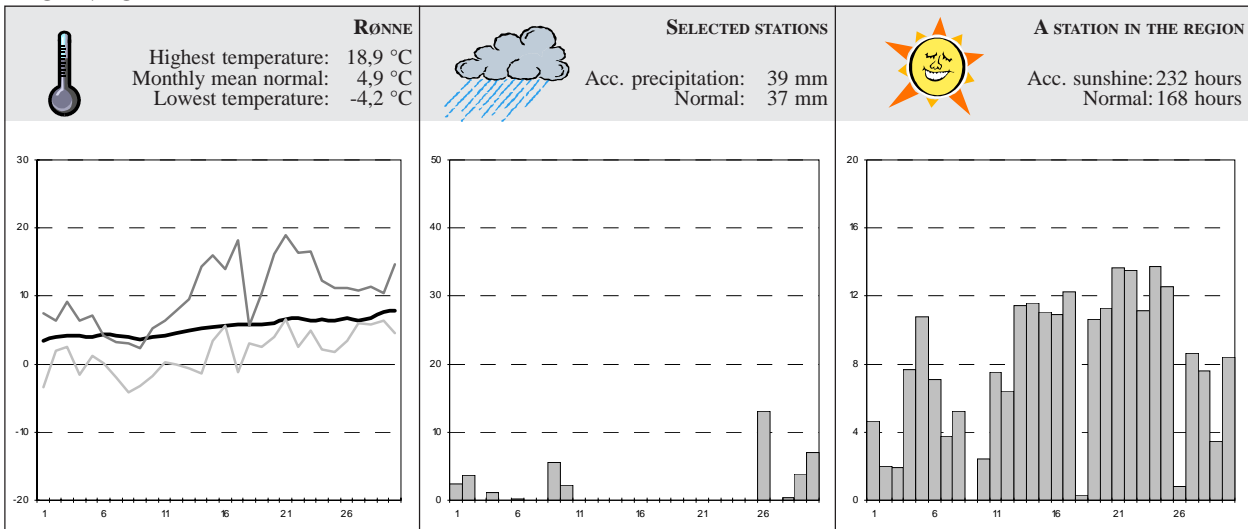 RØNNE
Highest temperature: 18,9 °C
Monthly mean normal: 4,9 °C
Lowest temperature: -4,2 °C
SELECTED STATIONS
Acc. precipitation: 39 mm
Normal: 37 mm
A STATION IN THE REGION
Acc. sunshine: 232 hours
Normal: 168 hours
30
20
10
0
-10
-20
1 6 11 16 21 26
50
40
30
20
10
0
1 6 11 16 21 26
20
16
12
8
4
0
1 6 11 16 21 26